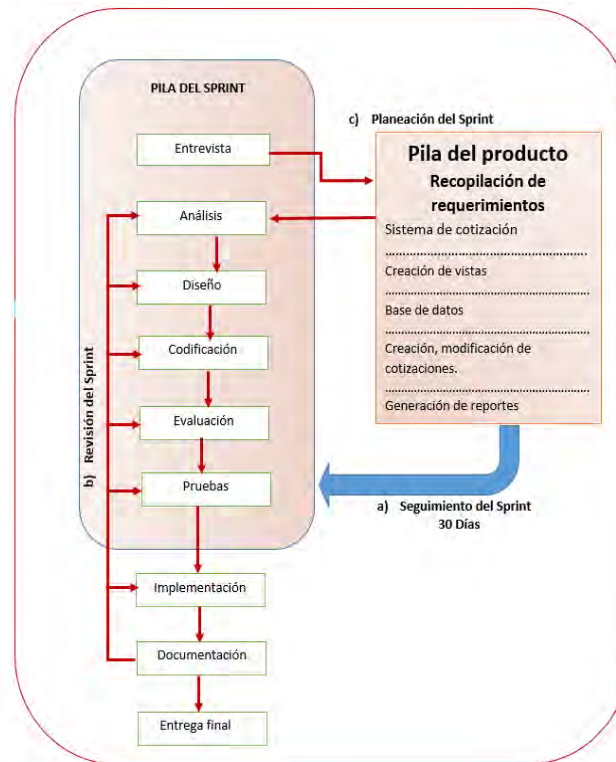 PILA DEL SPRINT
Entrevista
Análisis
Diseño
Codificación
Evaluación
Pruebas
Implementación
Documentación
Entrega final
b) Revisión del Sprint
c) Planeación del Sprint
Pila del producto
Recopilación de
requerimientos
Sistema de cotización
Creación de vistas
Base de datos
Creación, modificación de
cotizaciones.
Generación de reportes
a) Seguimiento del Sprint
30 Días